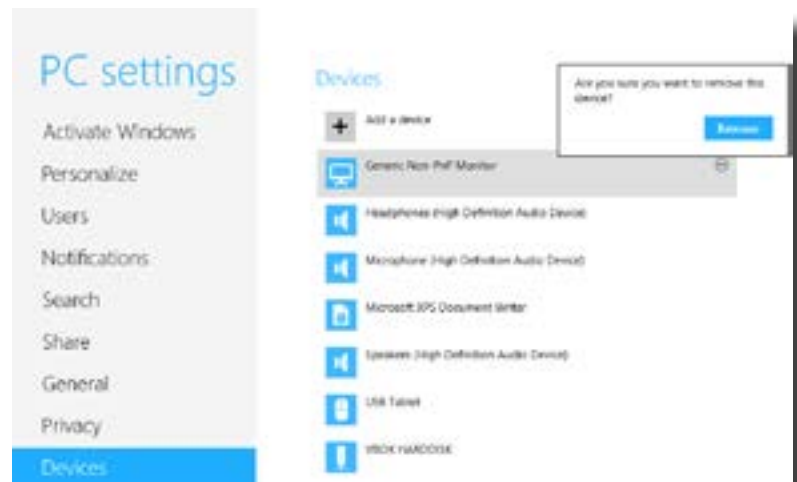 PC settings
Activate Windows
Personalize
Users
Notifications
Search
Share
General
Privacy
Devices
Devices
Add a device
Generic Non-PnP Monitor
Headphones (High Definition Audio Device)
Microphone (High Definition Audio Device)
Microsoft XPS Document Writer
Speakers (High Definition Audio Device)
USB Tablet
VBOX HARDDISK
Are you sure you want to remove this
device?
Remove